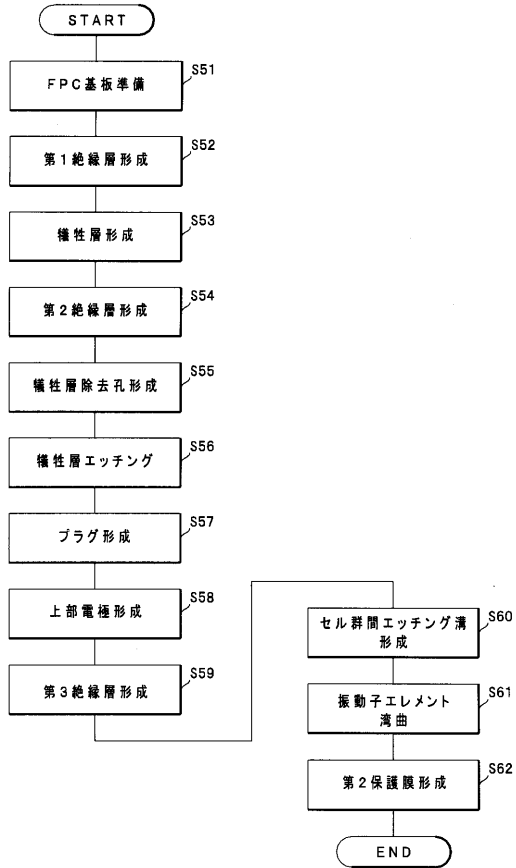 START
FPC基板準備
S51
第1絶縁層形成
S52
犠牲層形成
S53
第2絶縁層形成
S54
犠牲層除去孔形成
S55
犠牲層エッチング
S56
プラグ形成
S57
上部電極形成
S58
第3絶縁層形成
S59
セル群間エッチング溝
形成
S60
振動子エレメント
湾曲
S61
第2保護膜形成
S62
END